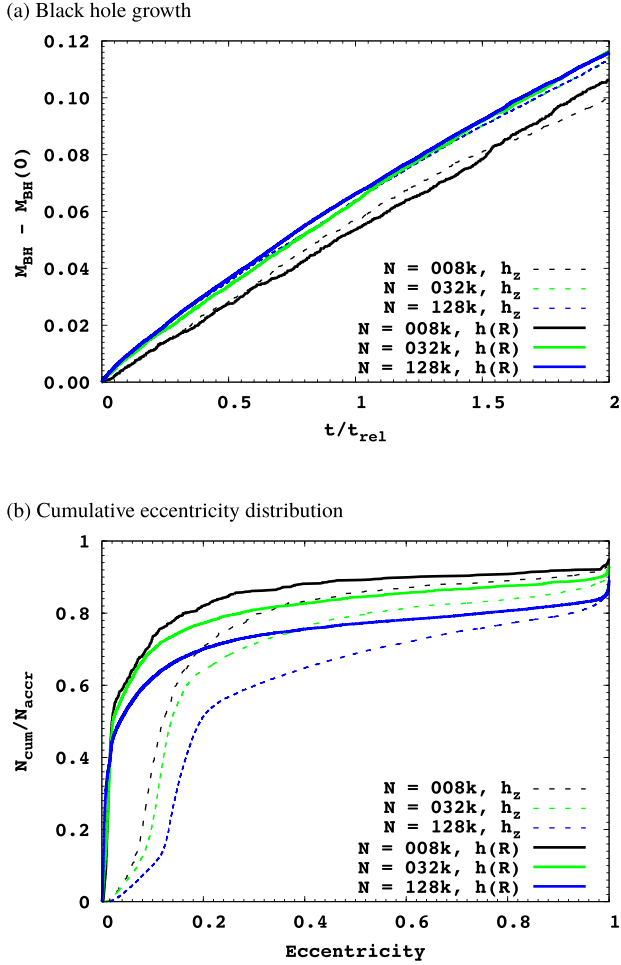 (a) Black hole growth
0.12
0.10
0.08
0.06
0.04
0.02
0.00
M_BH - M_BH(0)
N = 008k, h_z
N = 032k, h_z
N = 128k, h_z
N = 008k, h(R)
N = 032k, h(R)
N = 128k, h(R)
0 0.5 1 1.5 2
t/t_rel
(b) Cumulative eccentricity distribution
1
0.8
0.6
0.4
0.2
0
N_cum/N_accr
N = 008k, h_z
N = 032k, h_z
N = 128k, h_z
N = 008k, h(R)
N = 032k, h(R)
N = 128k, h(R)
0 0.2 0.4 0.6 0.8 1
Eccentricity